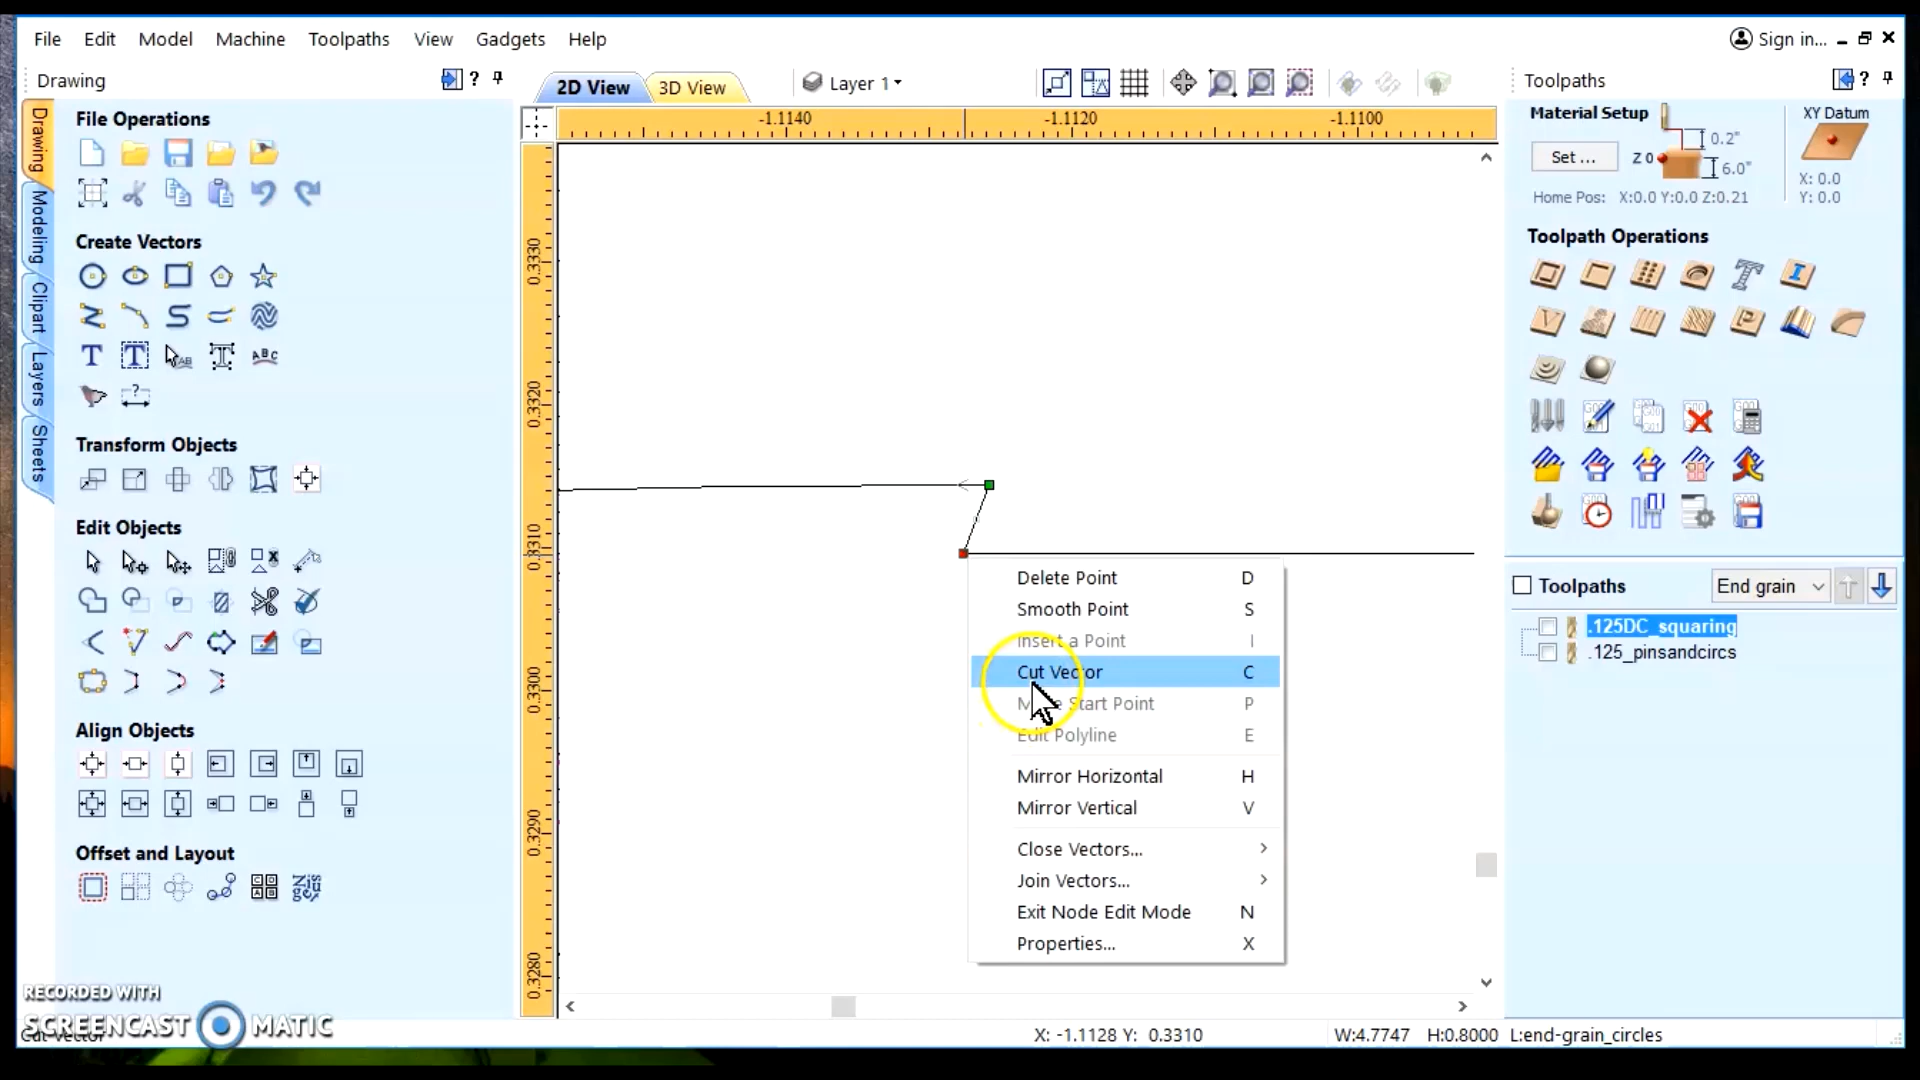 File Edit Model Machine Toolpaths View Gadgets Help
Sign in...
Drawing
?
2D View
3D View
Layer 1
Toolpaths
?
Drawing
Modeling
Clipart
Layers
Sheets
File Operations
Create Vectors
Transform Objects
Edit Objects
Align Objects
Offset and Layout
-1.1140
-1.1120
-1.1100
0.3330
0.3320
0.3310
0.3300
0.3290
0.3280
Delete Point D
Smooth Point S
Insert a Point I
Cut Vector C
Start Point P
Edit Polyline E
Mirror Horizontal H
Mirror Vertical V
Close Vectors...
Join Vectors...
Exit Node Edit Mode N
Properties... X
Material Setup
Set ...
Z 0
0.2"
6.0"
XY Datum
X: 0.0
Y: 0.0
Home Pos: X:0.0 Y:0.0 Z:0.21
Toolpath Operations
Toolpaths
End grain
.125DC_squaring
.125_pinsandcircs
RECORDED WITH
SCREENCAST MATIC
Cut Vector
X: -1.1128 Y: 0.3310
W:4.7747 H:0.8000 L:end-grain_circles